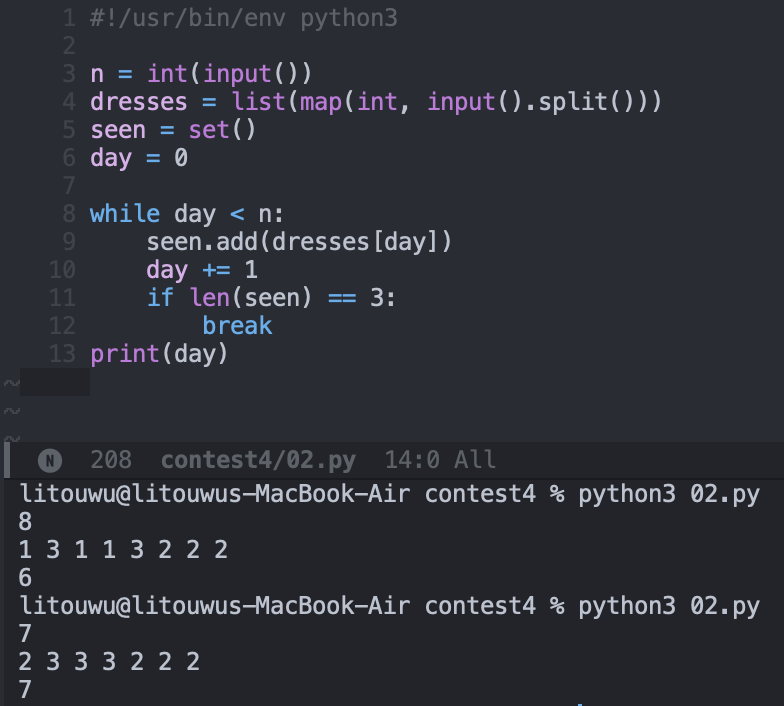 1 #!/usr/bin/env python3
2
3 n = int(input())
4 dresses = list(map(int, input().split()))
5 seen = set()
6 day = 0
7
8 while day < n:
9     seen.add(dresses[day])
10     day += 1
11     if len(seen) == 3:
12         break
13 print(day)
~
~
~
N 208 contest4/02.py 14:0 All
litouwu@litouwus-MacBook-Air contest4 % python3 02.py
8
1 3 1 1 3 2 2 2
6
litouwu@litouwus-MacBook-Air contest4 % python3 02.py
7
2 3 3 3 2 2 2
7